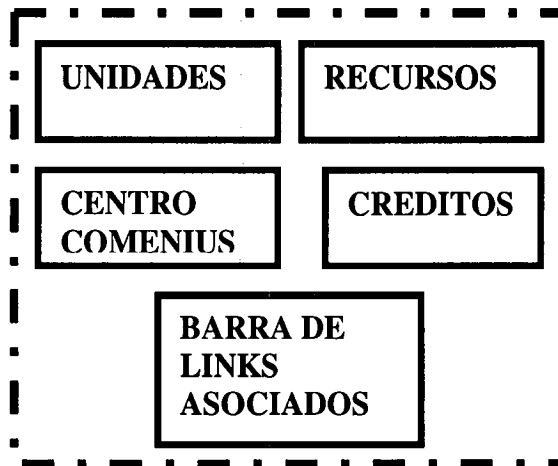 UNIDADES
RECURSOS
CENTRO
COMENIUS
CREDITOS
BARRA DE
LINKS
ASOCIADOS